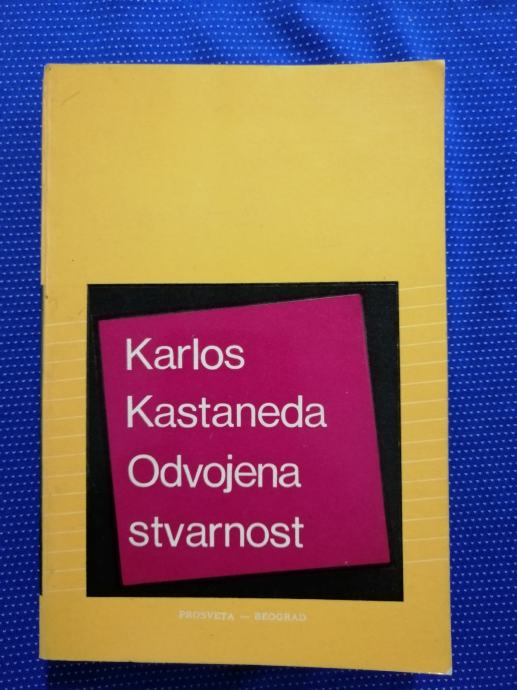 Karlos
Kastaneda
Odvojena
stvarnost
PROSVETA — BEOGRAD